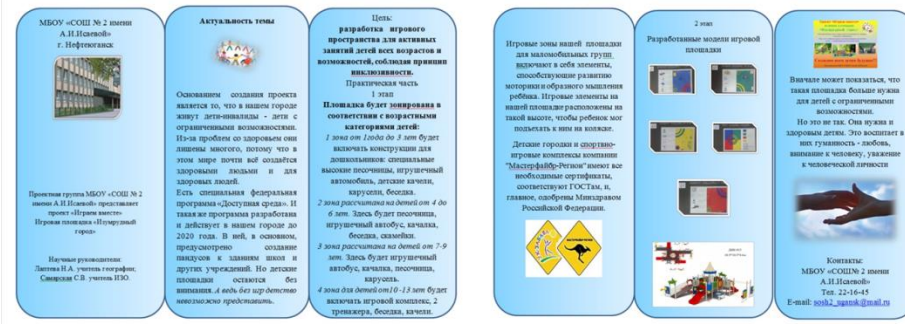 МБОУ «СОШ № 2 имени
А.И.Исаевой»
г. Нефтеюганск
Проектная группа МБОУ «СОШ № 2
имени А.И.Исаевой» представляет
проект «Играем вместе»
Игровая площадка «Изумрудный
город»
Научные руководители:
Лаптева Н.А. учитель географии;
Самарская С.В. учитель ИЗО.
Актуальность темы
Основанием создания проекта
является то, что в нашем городе
живут дети-инвалиды - дети с
ограниченными возможностями.
Из-за проблем со здоровьем они
лишены многого, потому что в
этом мире почти всё создаётся
здоровыми людьми и для
здоровых людей.
Есть специальная федеральная
программа «Доступная среда». И
такая же программа разработана
и действует в нашем городе до
2020 года. В ней, в основном,
предусмотрено создание
пандусов к зданиям школ и
других учреждений. Но детские
площадки остаются без
внимания. А ведь без игр детство
невозможно представить.
Цель:
разработка игрового
пространства для активных
занятий детей всех возрастов и
возможностей, соблюдая принцип
инклюзивности.
Практическая часть
1 этап
Площадка будет зонирована в
соответствии с возрастными
категориями детей:
1 зона от 1года до 3 лет будет
включать конструкции для
дошкольников: специальные
высокие песочницы, игрушечный
автомобиль, детские качели,
карусели, беседка.
2 зона рассчитана на детей от 4 до
6 лет. Здесь будет песочница,
игрушечный автобус, качалка,
беседка, скамейки.
3 зона рассчитана на детей от 7-9
лет. Здесь будет игрушечный
автобус, качалка, песочница,
карусель.
4 зона для детей от10 -13 лет будет
включать игровой комплекс, 2
тренажера, беседка, качели.
Игровые зоны нашей площадки
для маломобильных групп
включают в себя элементы,
способствующие развитию
моторики и образного мышления
ребёнка. Игровые элементы на
нашей площадке расположены на
такой высоте, чтобы ребенок мог
подъехать к ним на коляске.
Детские городки и спортивно-
игровые комплексы компании
"Мастерфайбр-Регион" имеют все
необходимые сертификаты,
соответствуют ГОСТам, и,
главное, одобрены Минздравом
Российской Федерации.
2 этап
Разработанные модели игровой
площадки
Вначале может показаться, что
такая площадка больше нужна
для детей с ограниченными
возможностями.
Но это не так. Она нужна и
здоровым детям. Это воспитает в
них гуманность - любовь,
внимание к человеку, уважение
к человеческой личности
Контакты:
МБОУ «СОШ№ 2 имени
А.И.Исаевой»
Тел. 22-16-45
E-mail: sosh2_ugansk@mail.ru